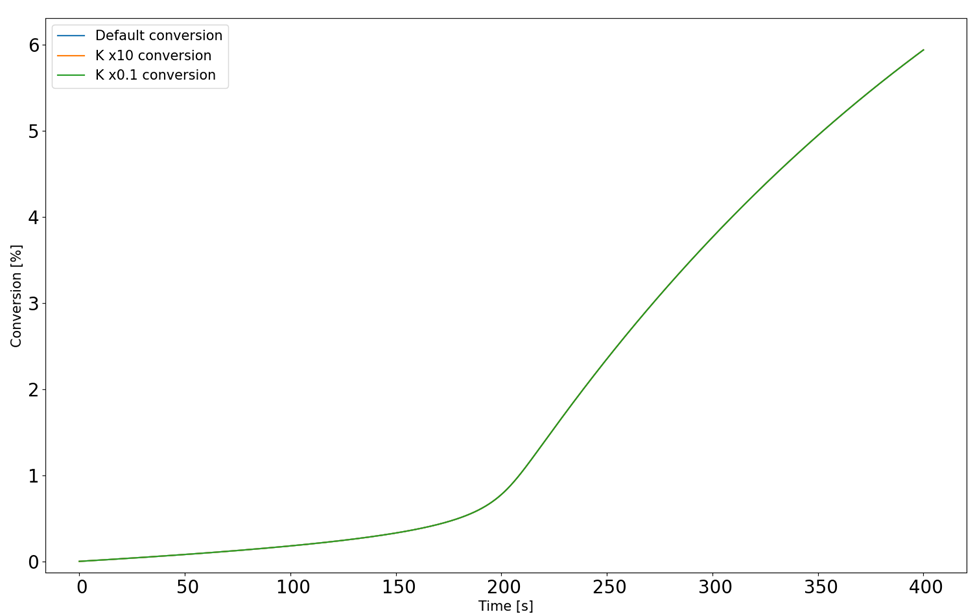 Default conversion
K x10 conversion
K x0.1 conversion
6
5
4
3
2
1
0
Conversion [%]
0 50 100 150 200 250 300 350 400
Time [s]